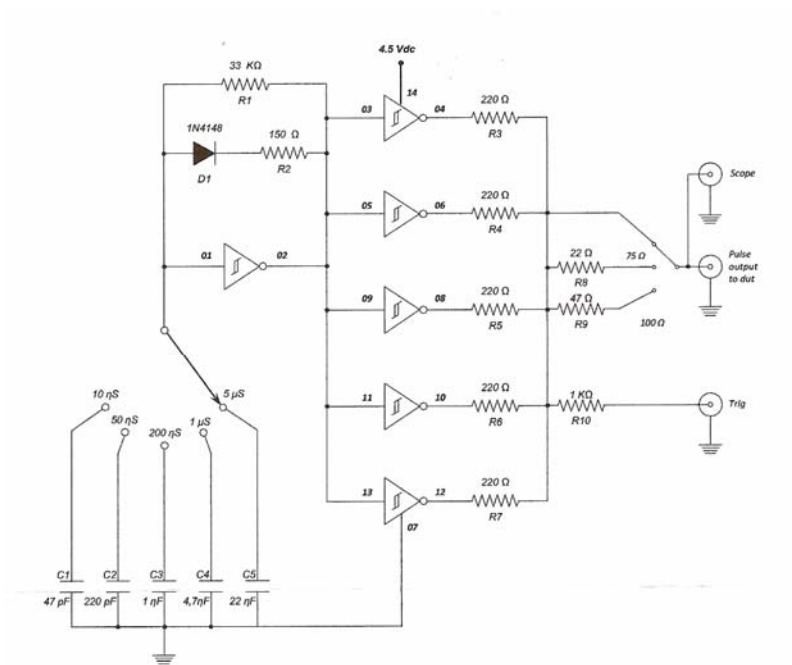 4.5 Vdc
33 KΩ
R1
14
03
04
220 Ω
R3
1N4148
D1
150 Ω
R2
05
06
220 Ω
R4
Scope
01
02
75 Ω
22 Ω
R8
Pulse
output
to dut
09
08
220 Ω
R5
47 Ω
R9
100 Ω
10 ηS
50 ηS
200 ηS
1 µS
5 µS
11
10
220 Ω
R6
1 KΩ
R10
Trig
13
12
220 Ω
R7
07
C1
C2
C3
C4
C5
47 pF
220 pF
1 ηF
4,7ηF
22 ηF